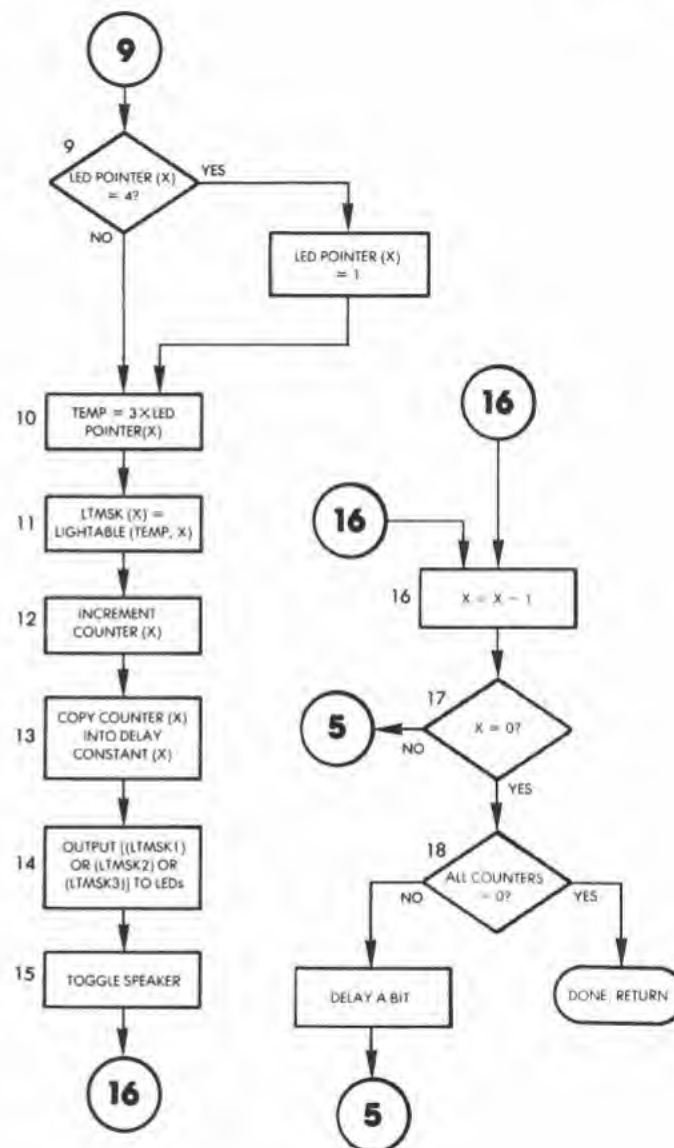 9
9
LED POINTER (X)
= 4?
YES
NO
LED POINTER (X)
= 1
10
TEMP = 3 X LED
POINTER(X)
11
LTMSK (X) =
LIGHTABLE (TEMP, X)
12
INCREMENT
COUNTER (X)
13
COPY COUNTER (X)
INTO DELAY
CONSTANT (X)
14
OUTPUT [(LTMSK1)
OR (LTMSK2) OR
(LTMSK3)] TO LEDs
15
TOGGLE SPEAKER
16
16
16
16
X = X - 1
17
X = 0?
5
NO
YES
18
ALL COUNTERS
= 0?
NO
YES
DELAY A BIT
DONE: RETURN
5